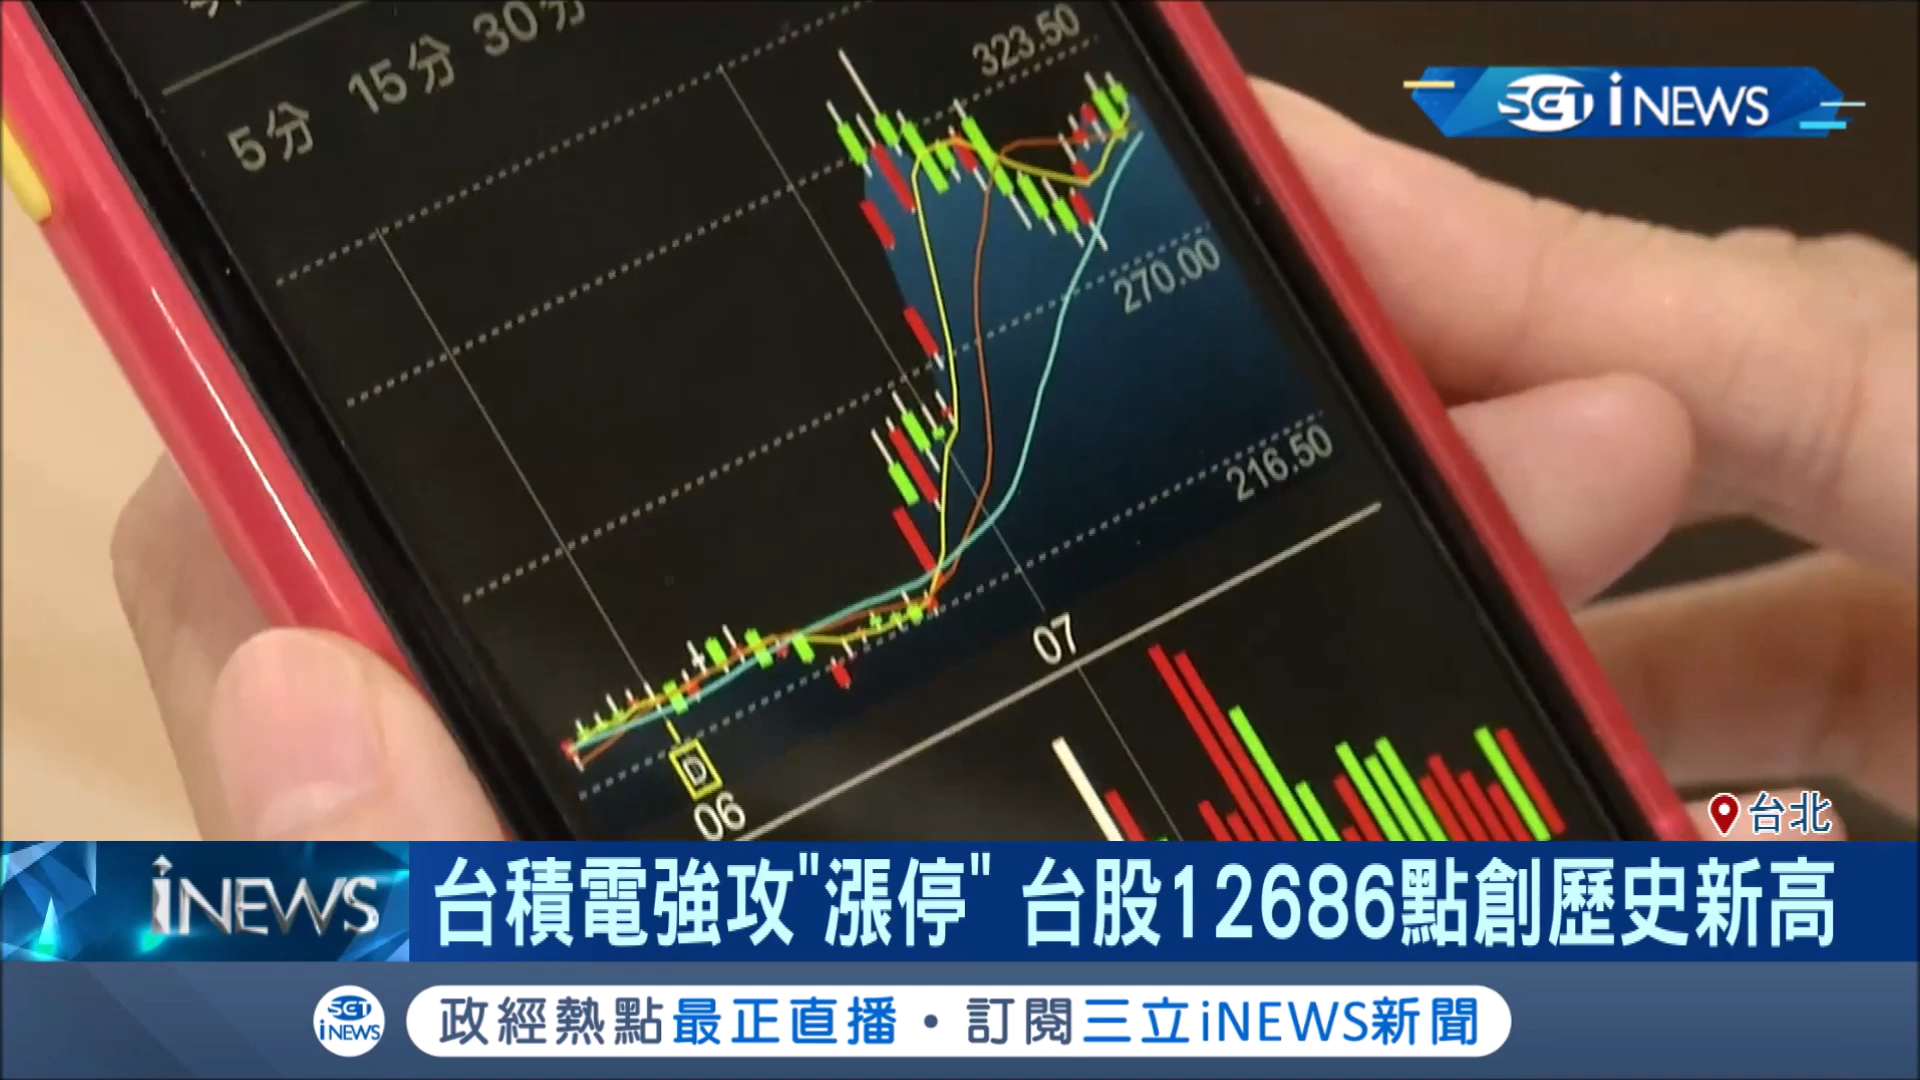 5分 15分 30分
323.50
SET iNEWS
270.00
216.50
07
D
06
台北
iNEWS 台積電強攻"漲停" 台股12686點創歷史新高
SET iNEWS 政經熱點最正直播・訂閱三立iNEWS新聞